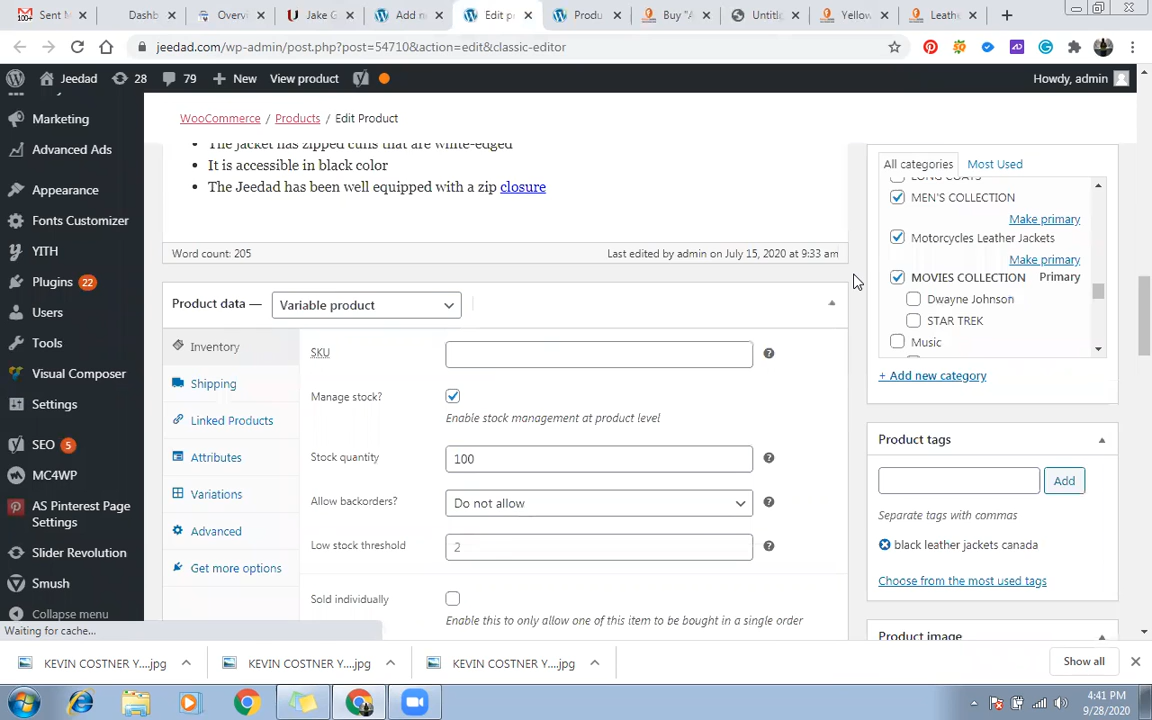 Sent M
Dashb
Overvi
Jake G
Add n
Edit p
Produ
Buy "A
Untitl
Yellow
Leathe
jeedad.com/wp-admin/post.php?post=54710&action=edit&classic-editor
Jeedad
28
79
New
View product
Howdy, admin
WooCommerce / Products / Edit Product
Marketing
Advanced Ads
Appearance
Fonts Customizer
YITH
Plugins 22
Users
Tools
Visual Composer
Settings
SEO 5
MC4WP
AS Pinterest Page Settings
Slider Revolution
Smush
Collapse menu
Waiting for cache...
The jacket has zipped cuffs that are white-edged
It is accessible in black color
The Jeedad has been well equipped with a zip closure
Word count: 205
Last edited by admin on July 15, 2020 at 9:33 am
Product data —
Variable product
Inventory
Shipping
Linked Products
Attributes
Variations
Advanced
Get more options
SKU
Manage stock?
Enable stock management at product level
Stock quantity
100
Allow backorders?
Do not allow
Low stock threshold
2
Sold individually
Enable this to only allow one of this item to be bought in a single order
All categories
Most Used
LONG COATS
MEN'S COLLECTION
Make primary
Motorcycles Leather Jackets
Make primary
MOVIES COLLECTION Primary
Dwayne Johnson
STAR TREK
Music
+ Add new category
Product tags
Add
Separate tags with commas
black leather jackets canada
Choose from the most used tags
Product image
KEVIN COSTNER Y....jpg
KEVIN COSTNER Y....jpg
KEVIN COSTNER Y....jpg
Show all
4:41 PM
9/28/2020